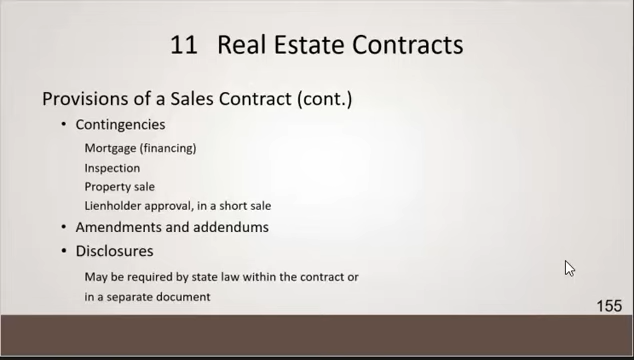 11 Real Estate Contracts
Provisions of a Sales Contract (cont.)
• Contingencies
Mortgage (financing)
Inspection
Property sale
Lienholder approval, in a short sale
• Amendments and addendums
• Disclosures
May be required by state law within the contract or
in a separate document
155